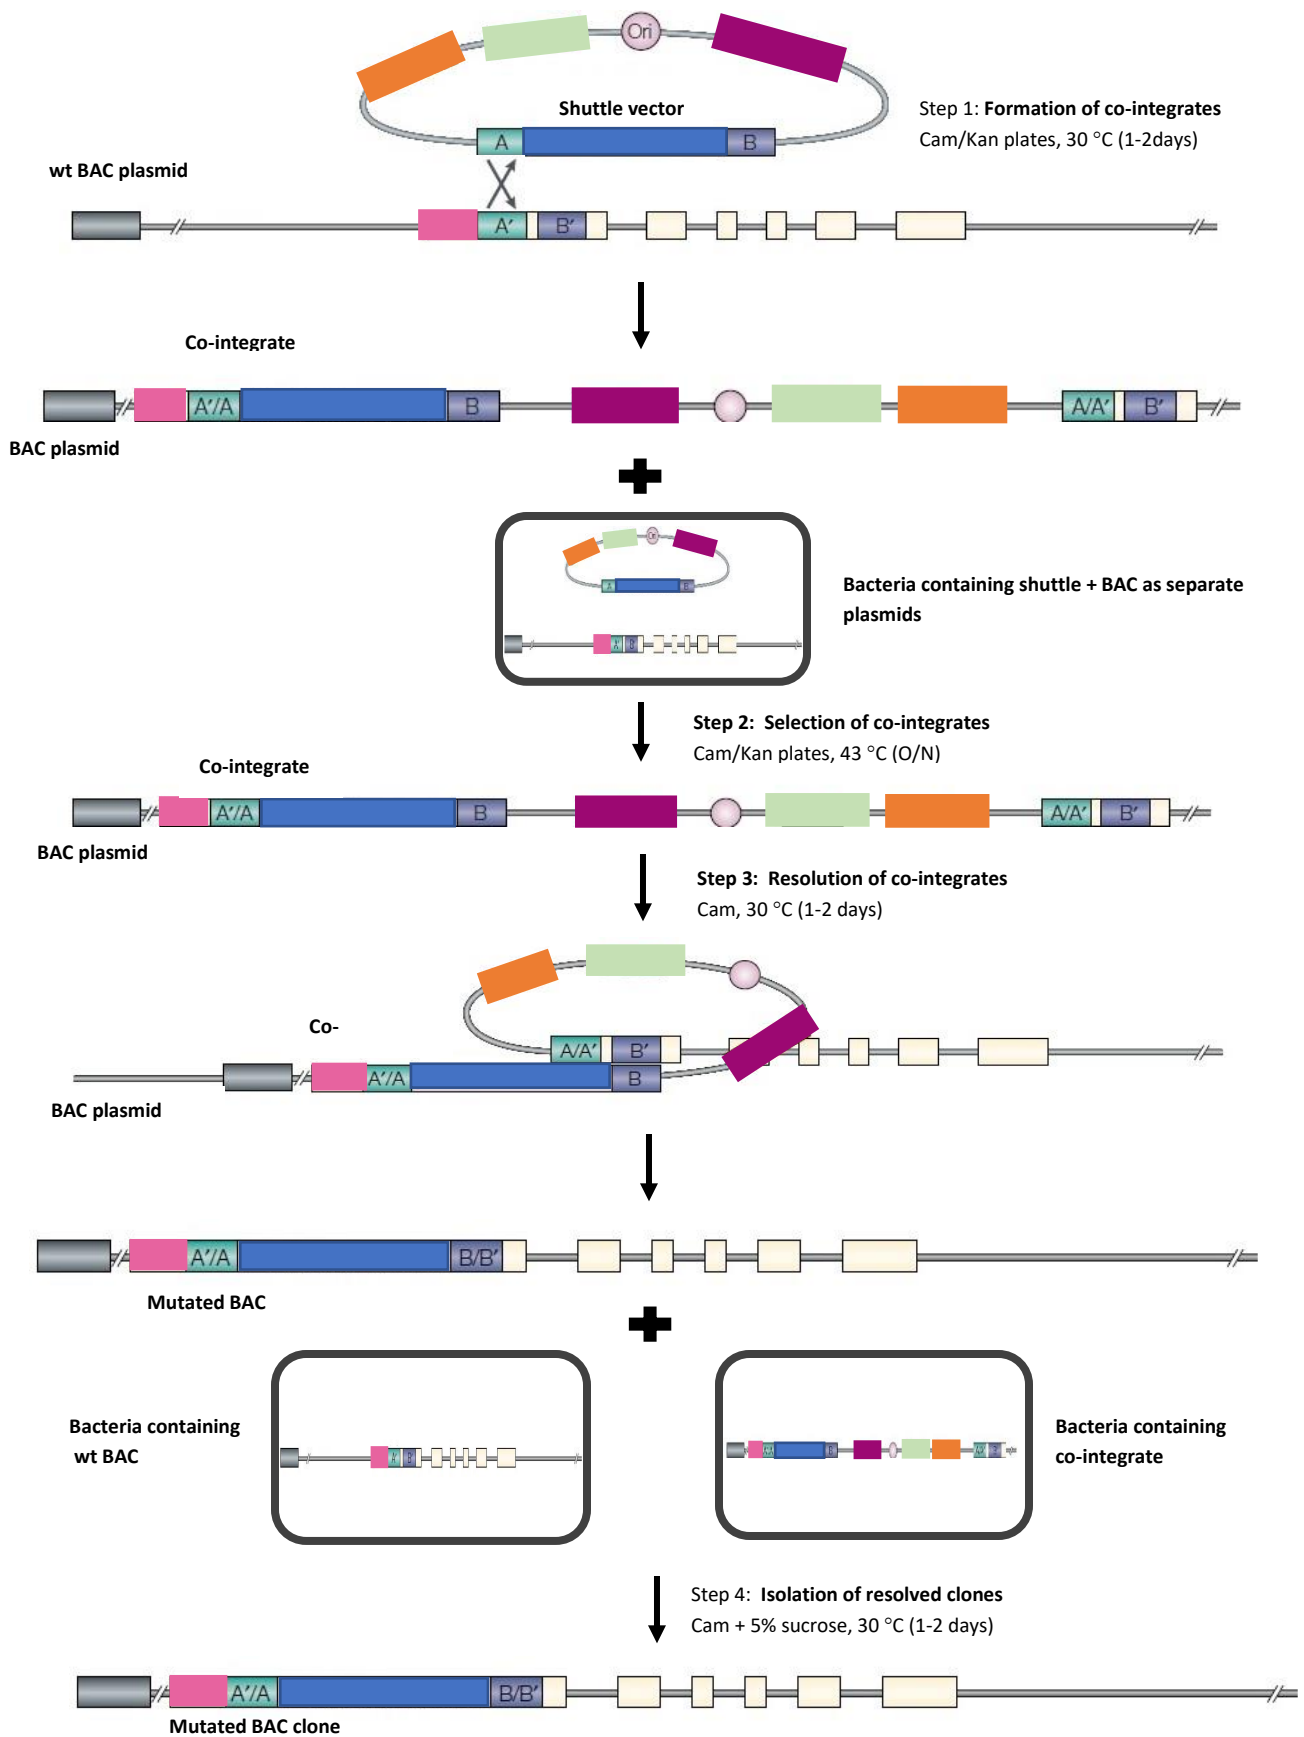 Ori
Shuttle vector
Step 1: Formation of co-integrates
Cam/Kan plates, 30 °C (1-2days)
A
B
wt BAC plasmid
A′
B′
Co-integrate
A′/A
B
A/A′
B′
BAC plasmid
Ori
A
B
Bacteria containing shuttle + BAC as separate
plasmids
A′
B′
Step 2: Selection of co-integrates
Cam/Kan plates, 43 °C (O/N)
Co-integrate
A′/A
B
A/A′
B′
BAC plasmid
Step 3: Resolution of co-integrates
Cam, 30 °C (1-2 days)
Co-
A/A′
B′
A′/A
B
BAC plasmid
A′/A
B/B′
Mutated BAC
Bacteria containing
wt BAC
A′
B′
Bacteria containing
co-integrate
Step 4: Isolation of resolved clones
Cam + 5% sucrose, 30 °C (1-2 days)
A′/A
B/B′
Mutated BAC clone